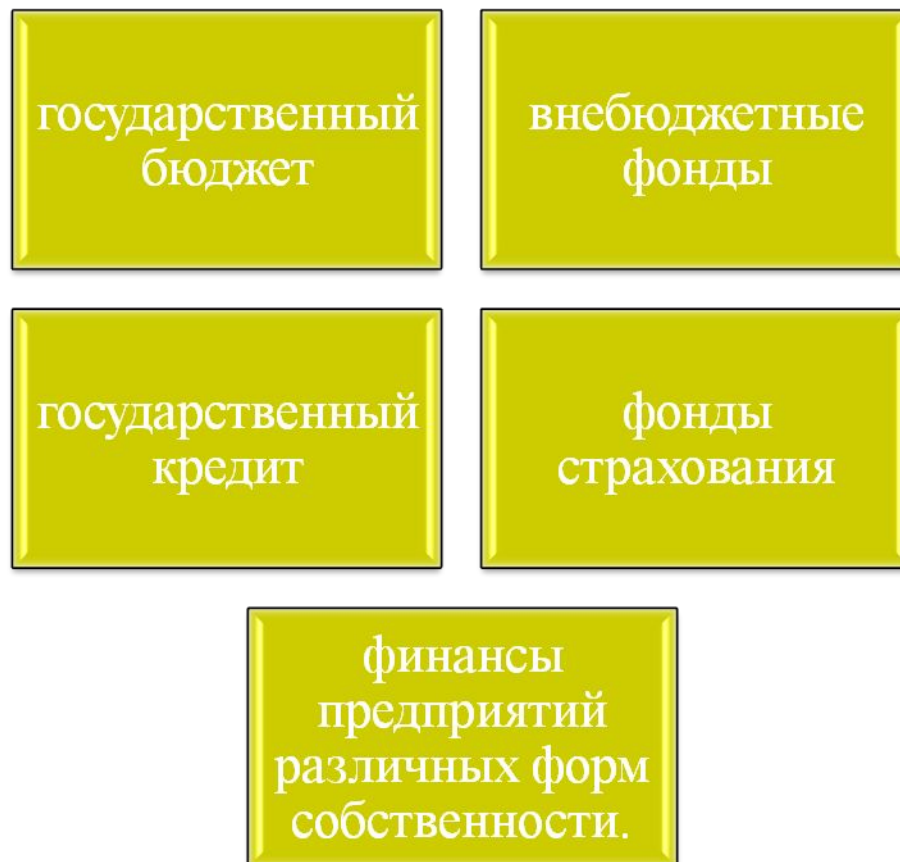 государственный
бюджет
внебюджетные
фонды
государственный
кредит
фонды
страхования
финансы
предприятий
различных форм
собственности.